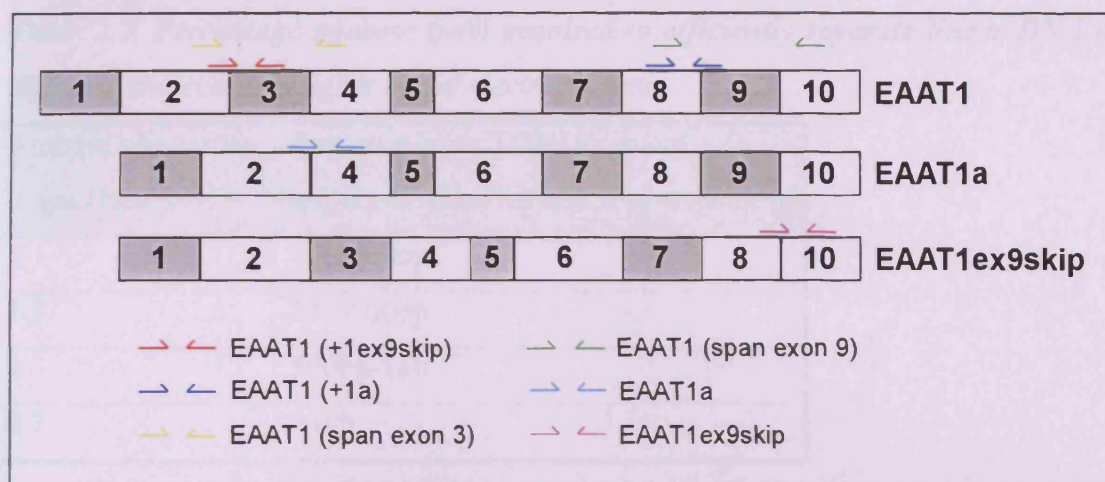 1 2 3 4 5 6 7 8 9 10 EAAT1
1 2 4 5 6 7 8 9 10 EAAT1a
1 2 3 4 5 6 7 8 10 EAAT1ex9skip
EAAT1 (+1ex9skip) EAAT1 (span exon 9)
EAAT1 (+1a) EAAT1a
EAAT1 (span exon 3) EAAT1ex9skip